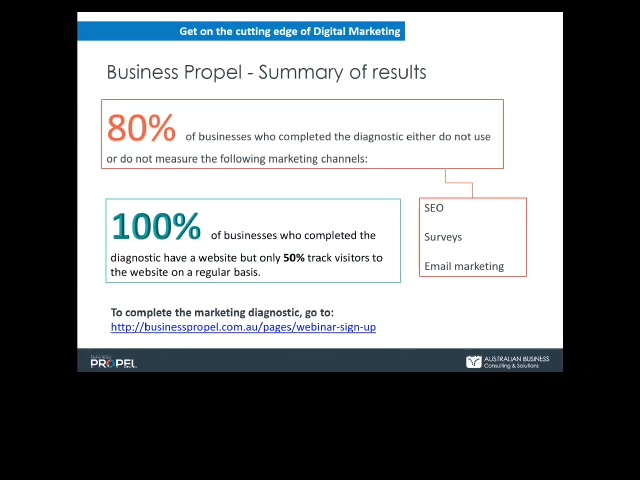 Get on the cutting edge of Digital Marketing
Business Propel - Summary of results
80% of businesses who completed the diagnostic either do not use
or do not measure the following marketing channels:
SEO
Surveys
Email marketing
100% of businesses who completed the
diagnostic have a website but only 50% track visitors to
the website on a regular basis.
To complete the marketing diagnostic, go to:
http://businesspropel.com.au/pages/webinar-sign-up
PROPEL
AUSTRALIAN BUSINESS
Consulting & Solutions